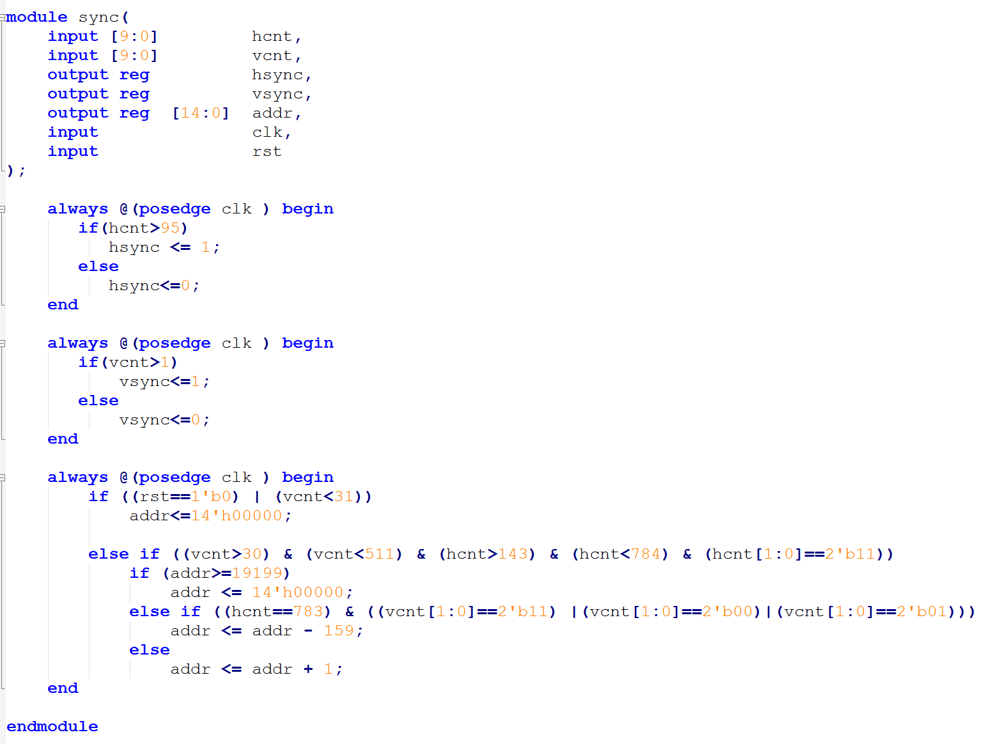 module sync(
    input [9:0]         hcnt,
    input [9:0]         vcnt,
    output reg          hsync,
    output reg          vsync,
    output reg  [14:0]  addr,
    input               clk,
    input               rst
);
    always @(posedge clk ) begin
       if(hcnt>95)
          hsync <= 1;
       else
          hsync<=0;
    end
    always @(posedge clk ) begin
       if(vcnt>1)
           vsync<=1;
       else
           vsync<=0;
    end
    always @(posedge clk ) begin
        if ((rst==1'b0) | (vcnt<31))
            addr<=14'h00000;
        else if ((vcnt>30) & (vcnt<511) & (hcnt>143) & (hcnt<784) & (hcnt[1:0]==2'b11))
            if (addr>=19199)
                addr <= 14'h00000;
            else if ((hcnt==783) & ((vcnt[1:0]==2'b11) |(vcnt[1:0]==2'b00)|(vcnt[1:0]==2'b01)))
                addr <= addr - 159;
            else
                addr <= addr + 1;
    end
endmodule